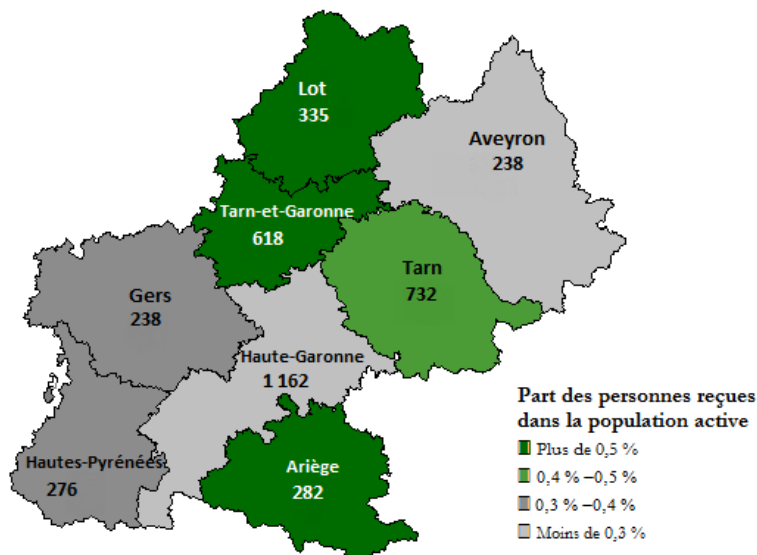 Lot
335
Aveyron
238
Tarn-et-Garonne
618
Tarn
732
Gers
238
Haute-Garonne
1 162
Hautes-Pyrénées
276
Ariège
282
Part des personnes reçues
dans la population active
Plus de 0,5 %
0,4 % –0,5 %
0,3 % –0,4 %
Moins de 0,3 %